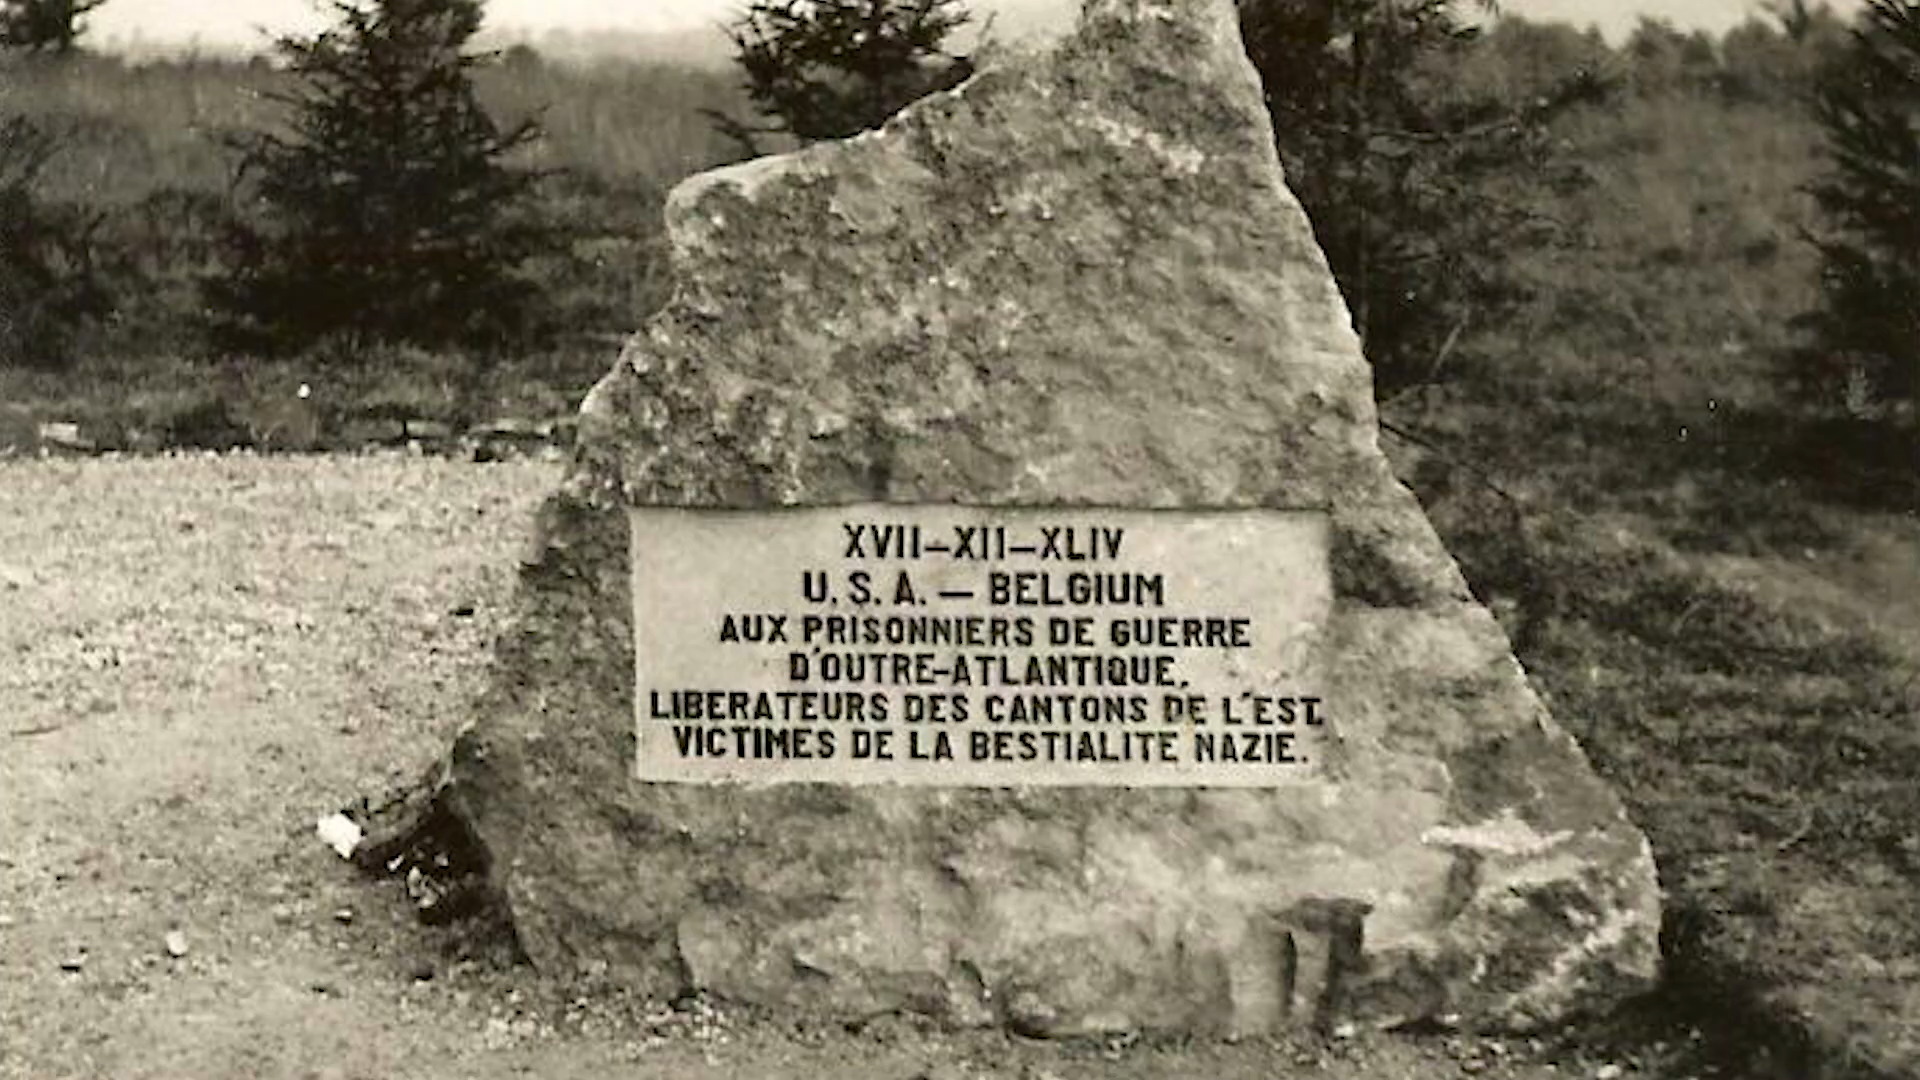 XVII–XII–XLIV
U. S. A. – BELGIUM
AUX PRISONNIERS DE GUERRE
D'OUTRE-ATLANTIQUE,
LIBERATEURS DES CANTONS DE L'EST,
VICTIMES DE LA BESTIALITE NAZIE.